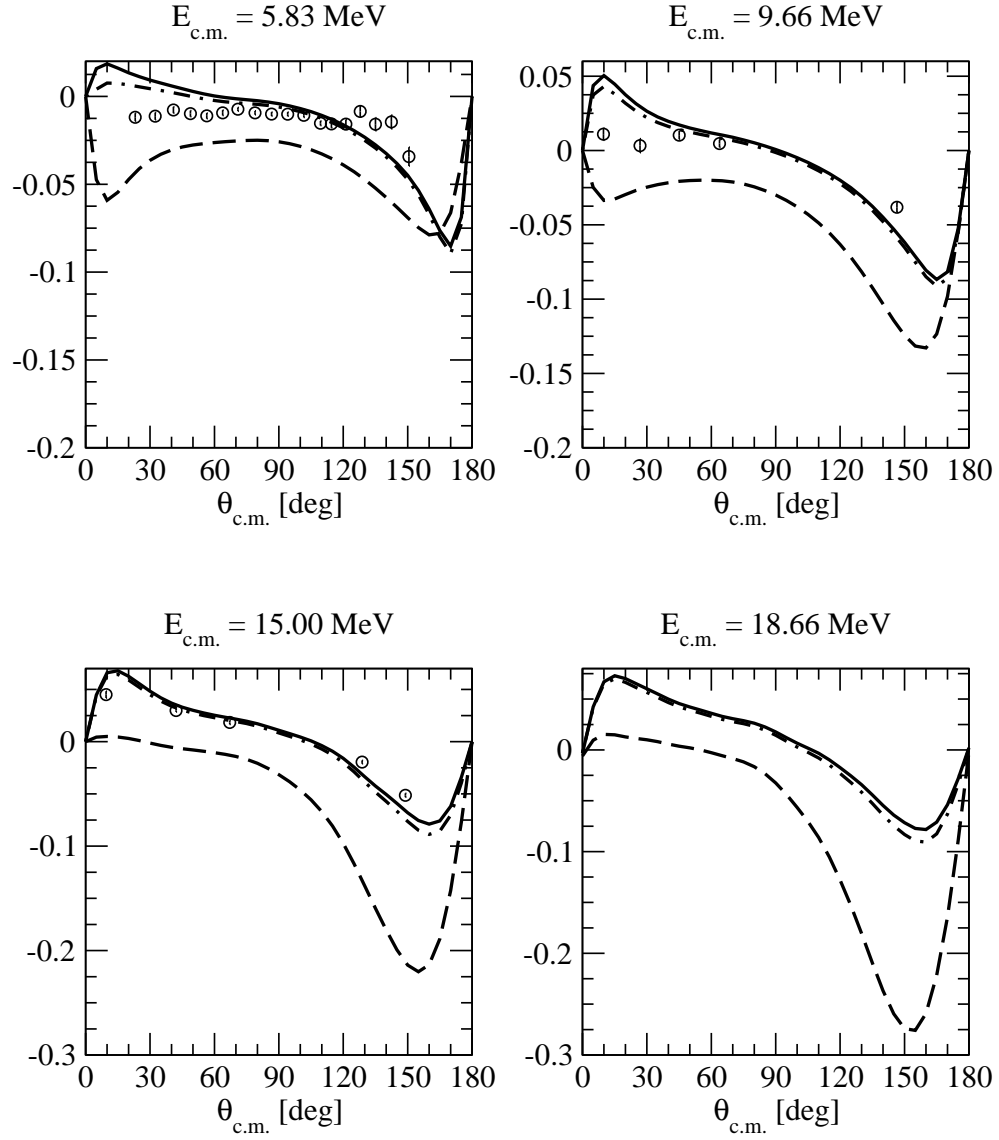 E_c.m. = 5.83 MeV
0
-0.05
-0.1
-0.15
-0.2
0 30 60 90 120 150 180
θ_c.m. [deg]
E_c.m. = 9.66 MeV
0.05
0
-0.05
-0.1
-0.15
-0.2
0 30 60 90 120 150 180
θ_c.m. [deg]
E_c.m. = 15.00 MeV
0
-0.1
-0.2
-0.3
0 30 60 90 120 150 180
θ_c.m. [deg]
E_c.m. = 18.66 MeV
0
-0.1
-0.2
-0.3
0 30 60 90 120 150 180
θ_c.m. [deg]